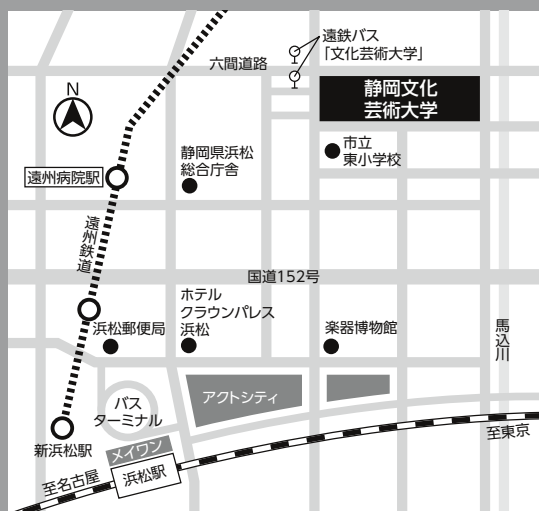 遠鉄バス
「文化芸術大学」
六間道路
静岡文化
芸術大学
N
静岡県浜松
総合庁舎
市立
東小学校
遠州病院駅
遠州鉄道
国道152号
ホテル
クラウンパレス
浜松
浜松郵便局
楽器博物館
馬込川
アクトシティ
バス
ターミナル
新浜松駅
メイワン
浜松駅
至名古屋
至東京